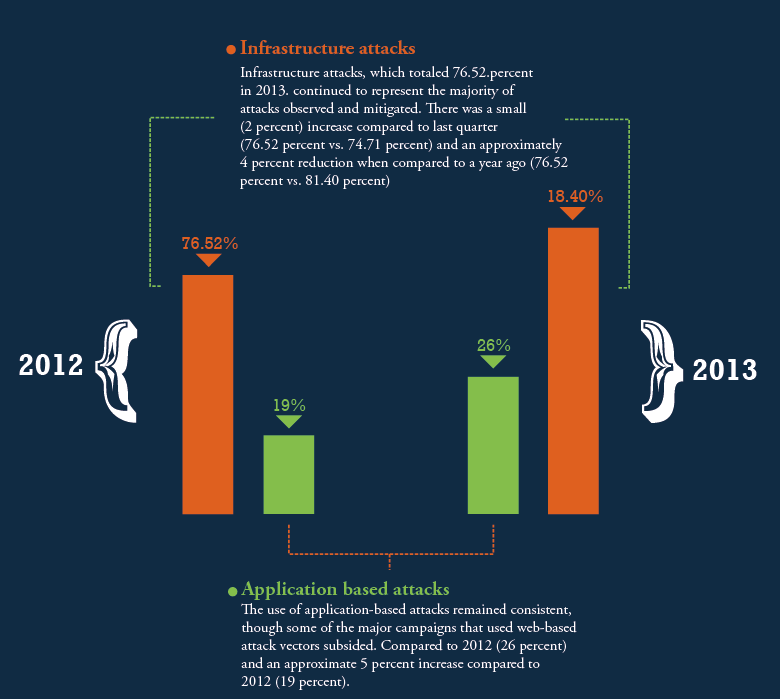 Infrastructure attacks
Infrastructure attacks, which totaled 76.52.percent
in 2013. continued to represent the majority of
attacks observed and mitigated. There was a small
(2 percent) increase compared to last quarter
(76.52 percent vs. 74.71 percent) and an approximately
4 percent reduction when compared to a year ago (76.52
percent vs. 81.40 percent)
18.40%
76.52%
26%
19%
2012
2013
Application based attacks
The use of application-based attacks remained consistent,
though some of the major campaigns that used web-based
attack vectors subsided. Compared to 2012 (26 percent)
and an approximate 5 percent increase compared to
2012 (19 percent).